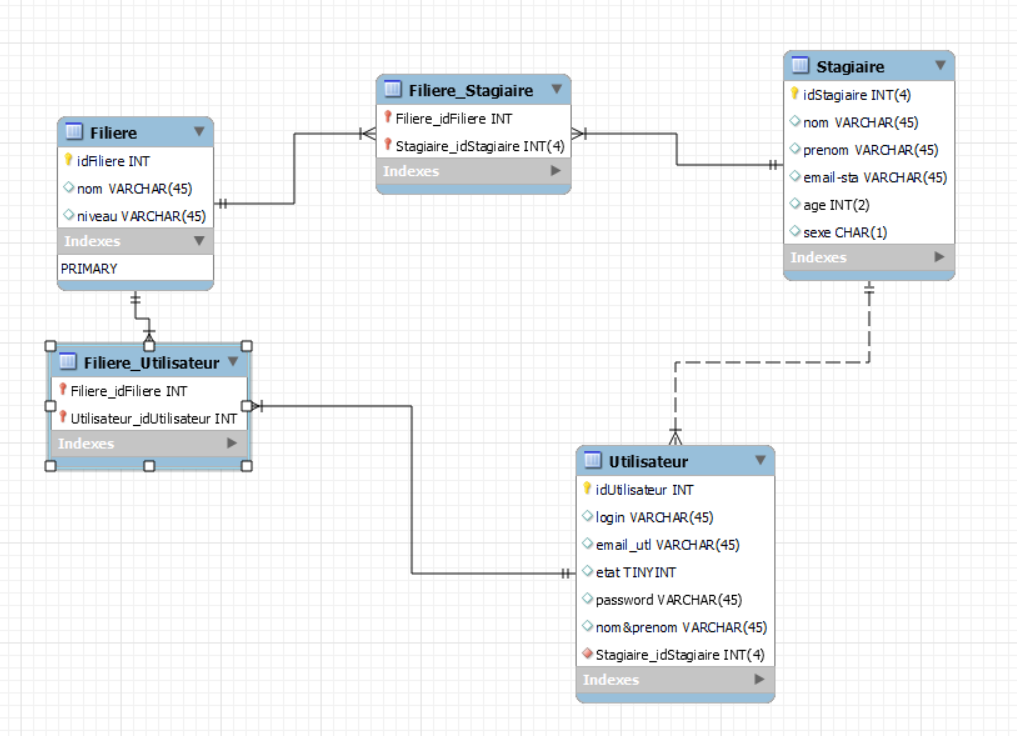 Filiere
idFiliere INT
nom VARCHAR(45)
niveau VARCHAR(45)
Indexes
PRIMARY
Filiere_Stagiaire
Filiere_idFiliere INT
Stagiaire_idStagiaire INT(4)
Indexes
Stagiaire
idStagiaire INT(4)
nom VARCHAR(45)
prenom VARCHAR(45)
email-sta VARCHAR(45)
age INT(2)
sexe CHAR(1)
Indexes
Filiere_Utilisateur
Filiere_idFiliere INT
Utilisateur_idUtilisateur INT
Indexes
Utilisateur
idUtilisateur INT
login VARCHAR(45)
email_utl VARCHAR(45)
etat TINYINT
password VARCHAR(45)
nom&prenom VARCHAR(45)
Stagiaire_idStagiaire INT(4)
Indexes